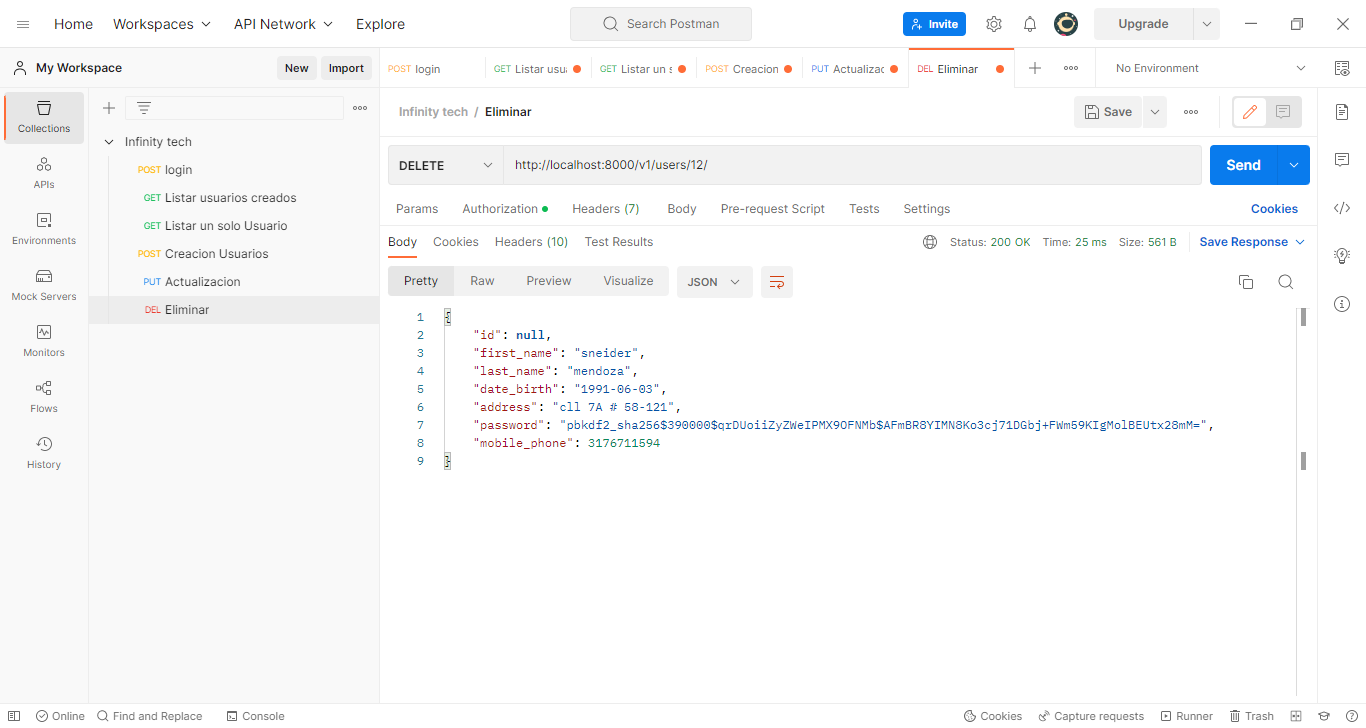 Home Workspaces API Network Explore Search Postman Invite Upgrade
My Workspace New Import POST login GET Listar usu GET Listar un s POST Creacion PUT Actualizac DEL Eliminar No Environment
Collections
APIs
Environments
Mock Servers
Monitors
Flows
History
Infinity tech
POST login
GET Listar usuarios creados
GET Listar un solo Usuario
POST Creacion Usuarios
PUT Actualizacion
DEL Eliminar
Infinity tech / Eliminar Save
DELETE http://localhost:8000/v1/users/12/ Send
Params Authorization Headers (7) Body Pre-request Script Tests Settings Cookies
Body Cookies Headers (10) Test Results Status: 200 OK Time: 25 ms Size: 561 B Save Response
Pretty Raw Preview Visualize JSON
1 {
2 "id": null,
3 "first_name": "sneider",
4 "last_name": "mendoza",
5 "date_birth": "1991-06-03",
6 "address": "cll 7A # 58-121",
7 "password": "pbkdf2_sha256$390000$qrDUoiiZyZWeIPMX9OFNMb$AFmBR8YIMN8Ko3cj71DGbj+FWm59KIgMolBEUtx28mM=",
8 "mobile_phone": 3176711594
9 }
Online Find and Replace Console Cookies Capture requests Runner Trash